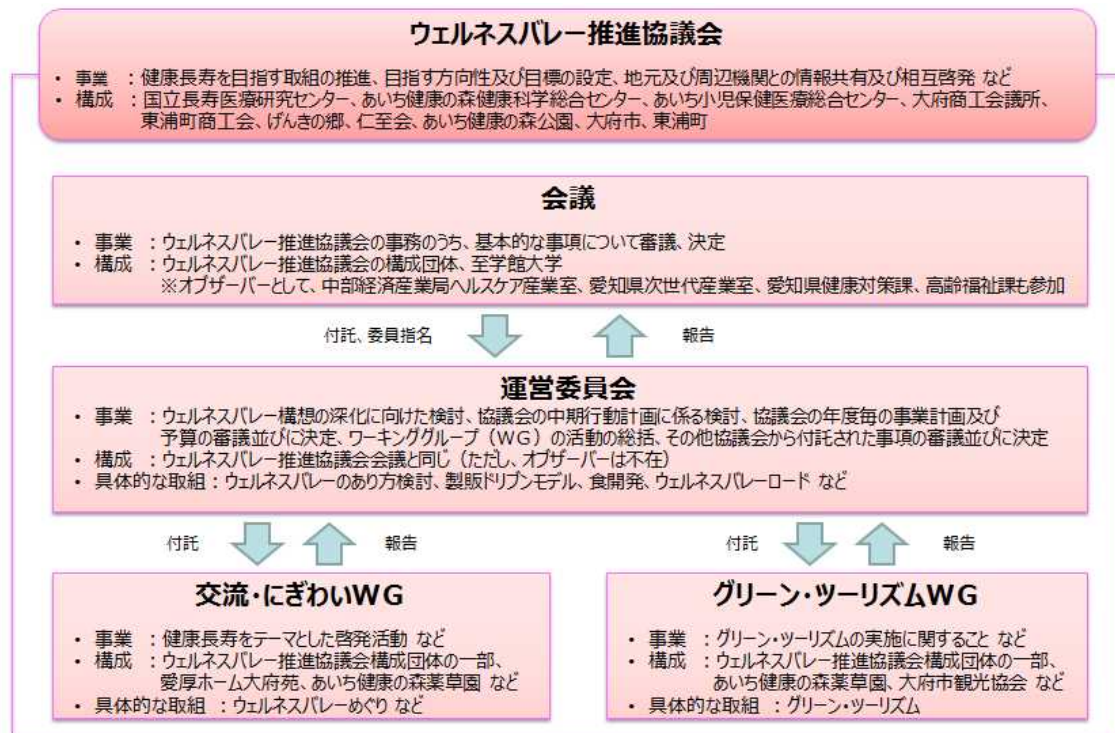 ウェルネスバレー推進協議会
・ 事業 ：健康長寿を目指す取組の推進、目指す方向性及び目標の設定、地元及び周辺機関との情報共有及び相互啓発 など
・ 構成 ：国立長寿医療研究センター、あいち健康の森健康科学総合センター、あいち小児保健医療総合センター、大府商工会議所、
東浦町商工会、げんきの郷、仁至会、あいち健康の森公園、大府市、東浦町
会議
・ 事業 ：ウェルネスバレー推進協議会の事務のうち、基本的な事項について審議、決定
・ 構成 ：ウェルネスバレー推進協議会の構成団体、至学館大学
※オブザーバーとして、中部経済産業局ヘルスケア産業室、愛知県次世代産業室、愛知県健康対策課、高齢福祉課も参加
付託、委員指名 報告
運営委員会
・ 事業 ：ウェルネスバレー構想の深化に向けた検討、協議会の中期行動計画に係る検討、協議会の年度毎の事業計画及び
予算の審議並びに決定、ワーキンググループ（WG）の活動の総括、その他協議会から付託された事項の審議並びに決定
・ 構成 ：ウェルネスバレー推進協議会会議と同じ（ただし、オブザーバーは不在）
・ 具体的な取組：ウェルネスバレーのあり方検討、製販ドリブンモデル、食開発、ウェルネスバレーロード など
付託 報告
付託 報告
交流・にぎわいWG
・ 事業 ：健康長寿をテーマとした啓発活動 など
・ 構成 ：ウェルネスバレー推進協議会構成団体の一部、
愛厚ホーム大府苑、あいち健康の森薬草園 など
・ 具体的な取組 ：ウェルネスバレーめぐり など
グリーン・ツーリズムWG
・ 事業 ：グリーン・ツーリズムの実施に関すること など
・ 構成 ：ウェルネスバレー推進協議会構成団体の一部、
あいち健康の森薬草園、大府市観光協会 など
・ 具体的な取組 ：グリーン・ツーリズム